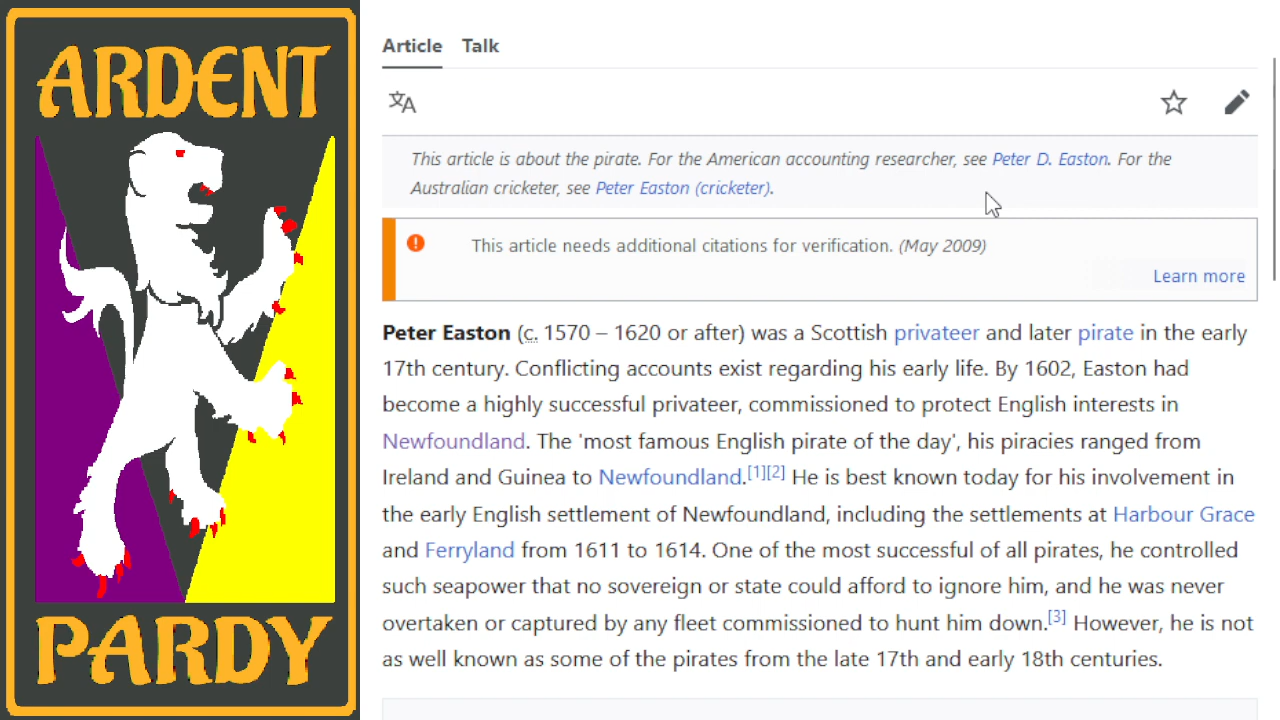 ARDENT
PARDY
Article Talk
This article is about the pirate. For the American accounting researcher, see Peter D. Easton. For the
Australian cricketer, see Peter Easton (cricketer).
This article needs additional citations for verification. (May 2009)
Learn more
Peter Easton (c. 1570 – 1620 or after) was a Scottish privateer and later pirate in the early
17th century. Conflicting accounts exist regarding his early life. By 1602, Easton had
become a highly successful privateer, commissioned to protect English interests in
Newfoundland. The 'most famous English pirate of the day', his piracies ranged from
Ireland and Guinea to Newfoundland.[1][2] He is best known today for his involvement in
the early English settlement of Newfoundland, including the settlements at Harbour Grace
and Ferryland from 1611 to 1614. One of the most successful of all pirates, he controlled
such seapower that no sovereign or state could afford to ignore him, and he was never
overtaken or captured by any fleet commissioned to hunt him down.[3] However, he is not
as well known as some of the pirates from the late 17th and early 18th centuries.